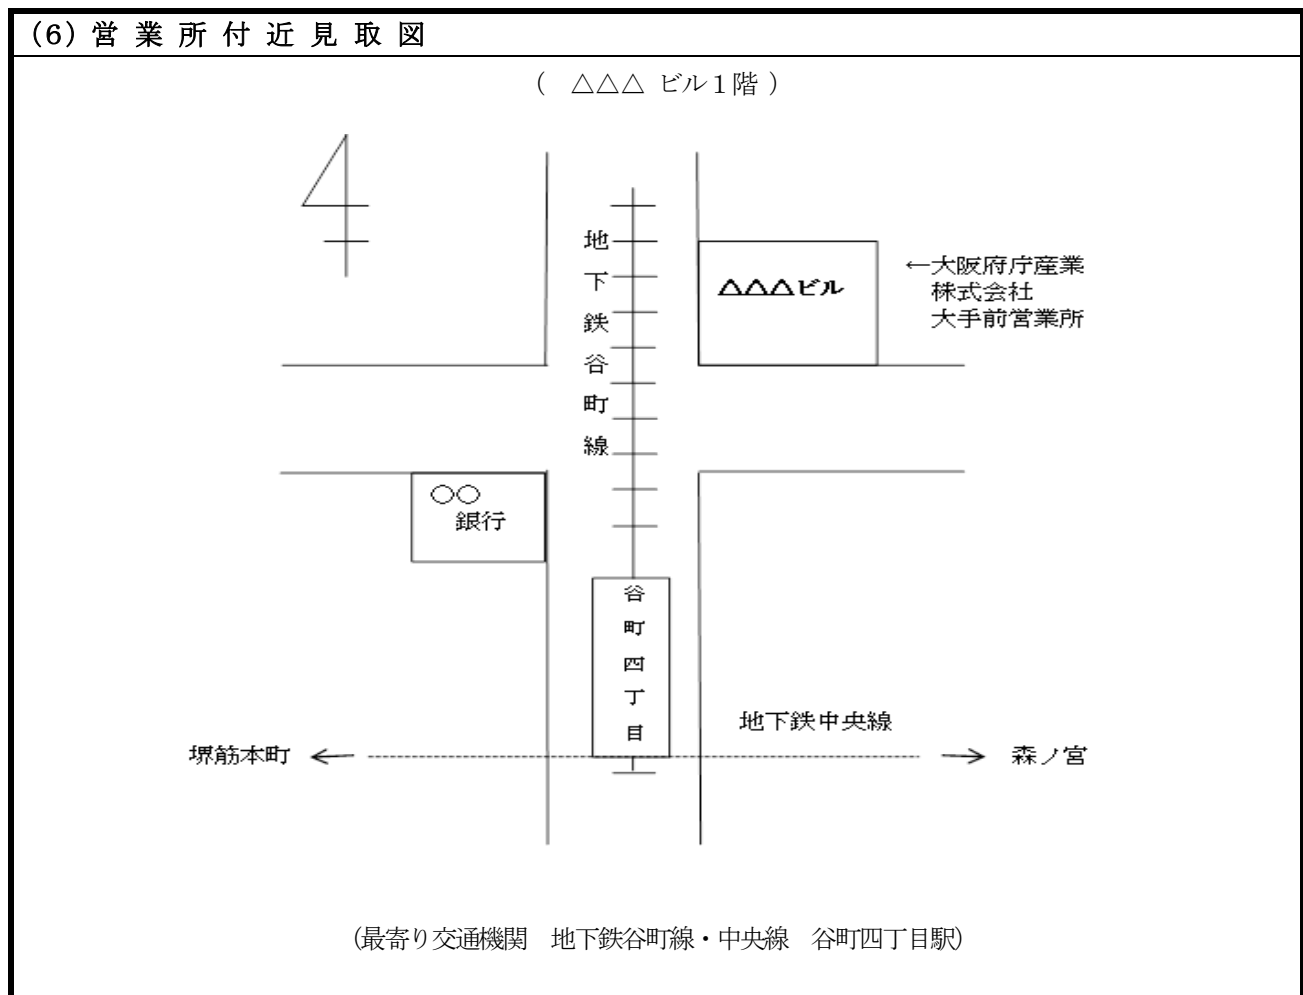 (6) 営業所付近見取図
（ △△△ ビル１階 ）
地下鉄谷町線
△△△ビル
←大阪府庁産業
株式会社
大手前営業所
○○
銀行
谷町四丁目
地下鉄中央線
堺筋本町
森ノ宮
（最寄り交通機関　地下鉄谷町線・中央線　谷町四丁目駅）